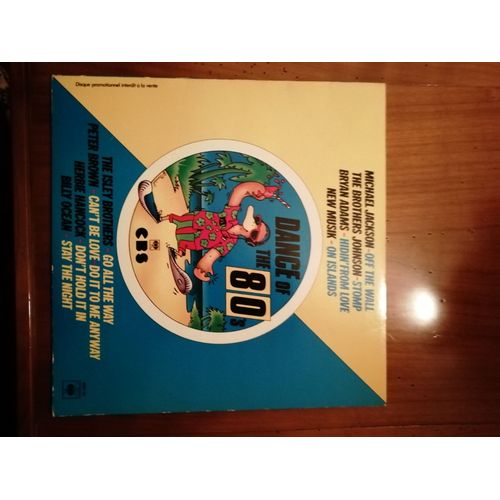 Disque promotionnel interdit à la vente
MICHAEL JACKSON - OFF THE WALL
THE BROTHERS JOHNSON - STOMP
BRYAN ADAMS - HIDIN' FROM LOVE
NEW MUSIK - ON ISLANDS
DANCE OF
THE
80's
CBS
THE ISLEY BROTHERS - GO ALL THE WAY
PETER BROWN - CAN'T BE LOVE DO IT TO ME ANYWAY
HERBIE HANCOCK - DON'T HOLD IT IN
BILLY OCEAN - STAY THE NIGHT